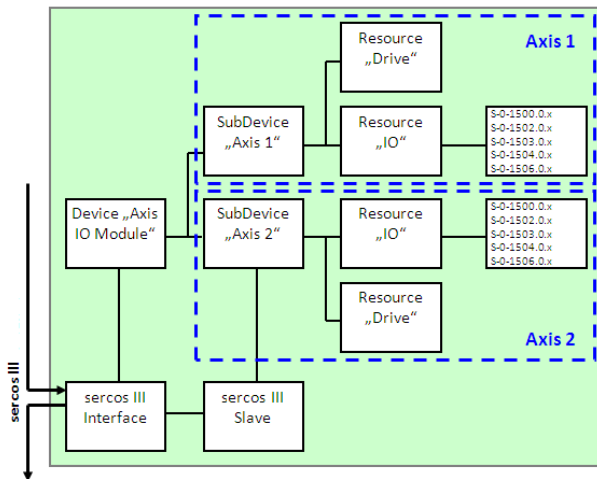 Resource
„Drive“
Axis 1
SubDevice
„Axis 1“
Resource
„IO“
S-0-1500.0.x
S-0-1502.0.x
S-0-1503.0.x
S-0-1504.0.x
S-0-1506.0.x
Device „Axis
IO Module“
SubDevice
„Axis 2“
Resource
„IO“
S-0-1500.0.x
S-0-1502.0.x
S-0-1503.0.x
S-0-1504.0.x
S-0-1506.0.x
Resource
„Drive“
Axis 2
sercos III
sercos III
Interface
sercos III
Slave